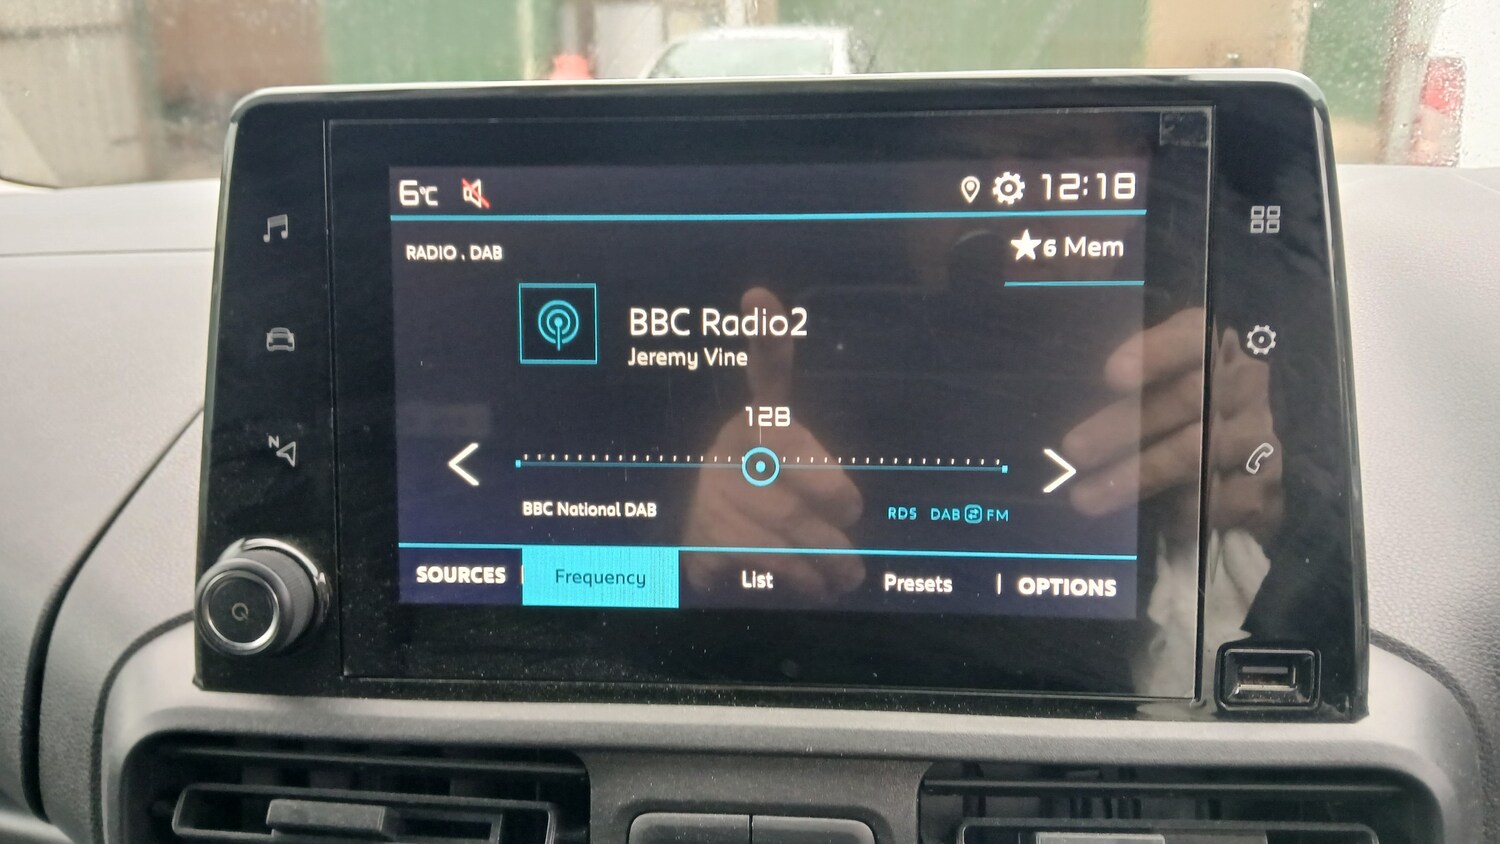 6°C 12:18
RADIO . DAB
6 Mem
BBC Radio2
Jeremy Vine
12B
N
BBC National DAB
RDS DAB FM
SOURCES Frequency List Presets OPTIONS